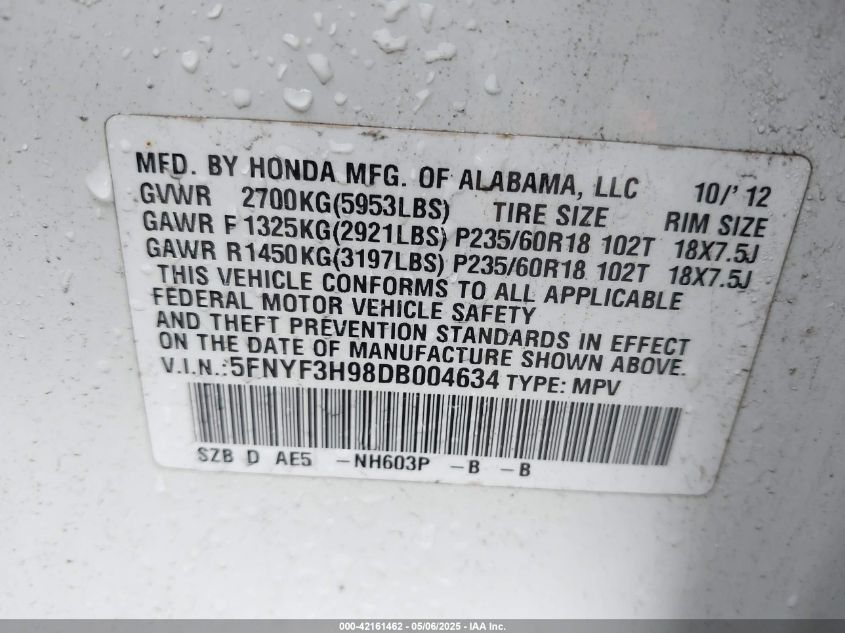 MFD. BY HONDA MFG. OF ALABAMA, LLC 10/'12
GVWR 2700KG(5953LBS) TIRE SIZE RIM SIZE
GAWR F 1325KG(2921LBS) P235/60R18 102T 18X7.5J
GAWR R1450KG(3197LBS) P235/60R18 102T 18X7.5J
THIS VEHICLE CONFORMS TO ALL APPLICABLE
FEDERAL MOTOR VEHICLE SAFETY
AND THEFT PREVENTION STANDARDS IN EFFECT
ON THE DATE OF MANUFACTURE SHOWN ABOVE.
V.I.N.:5FNYF3H98DB004634 TYPE: MPV
SZB D AE5 -NH603P -B -B
000-42161462 - 05/06/2025 - IAA Inc.